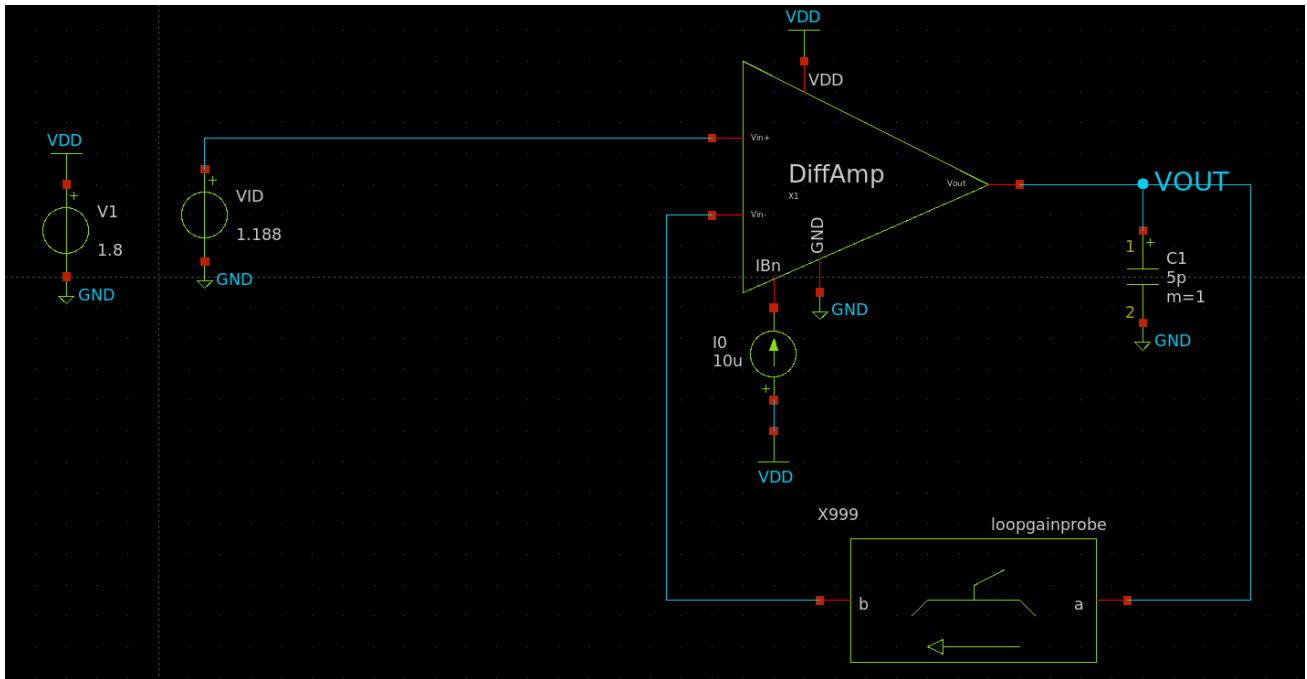 VDD
VDD
Vin+
VDD
+
V1
1.8
GND
+
VID
1.188
GND
DiffAmp
X1
Vout
Vin-
GND
IBn
GND
VOUT
1
+
C1
5p
m=1
2
GND
I0
10u
+
VDD
X999
loopgainprobe
b
a